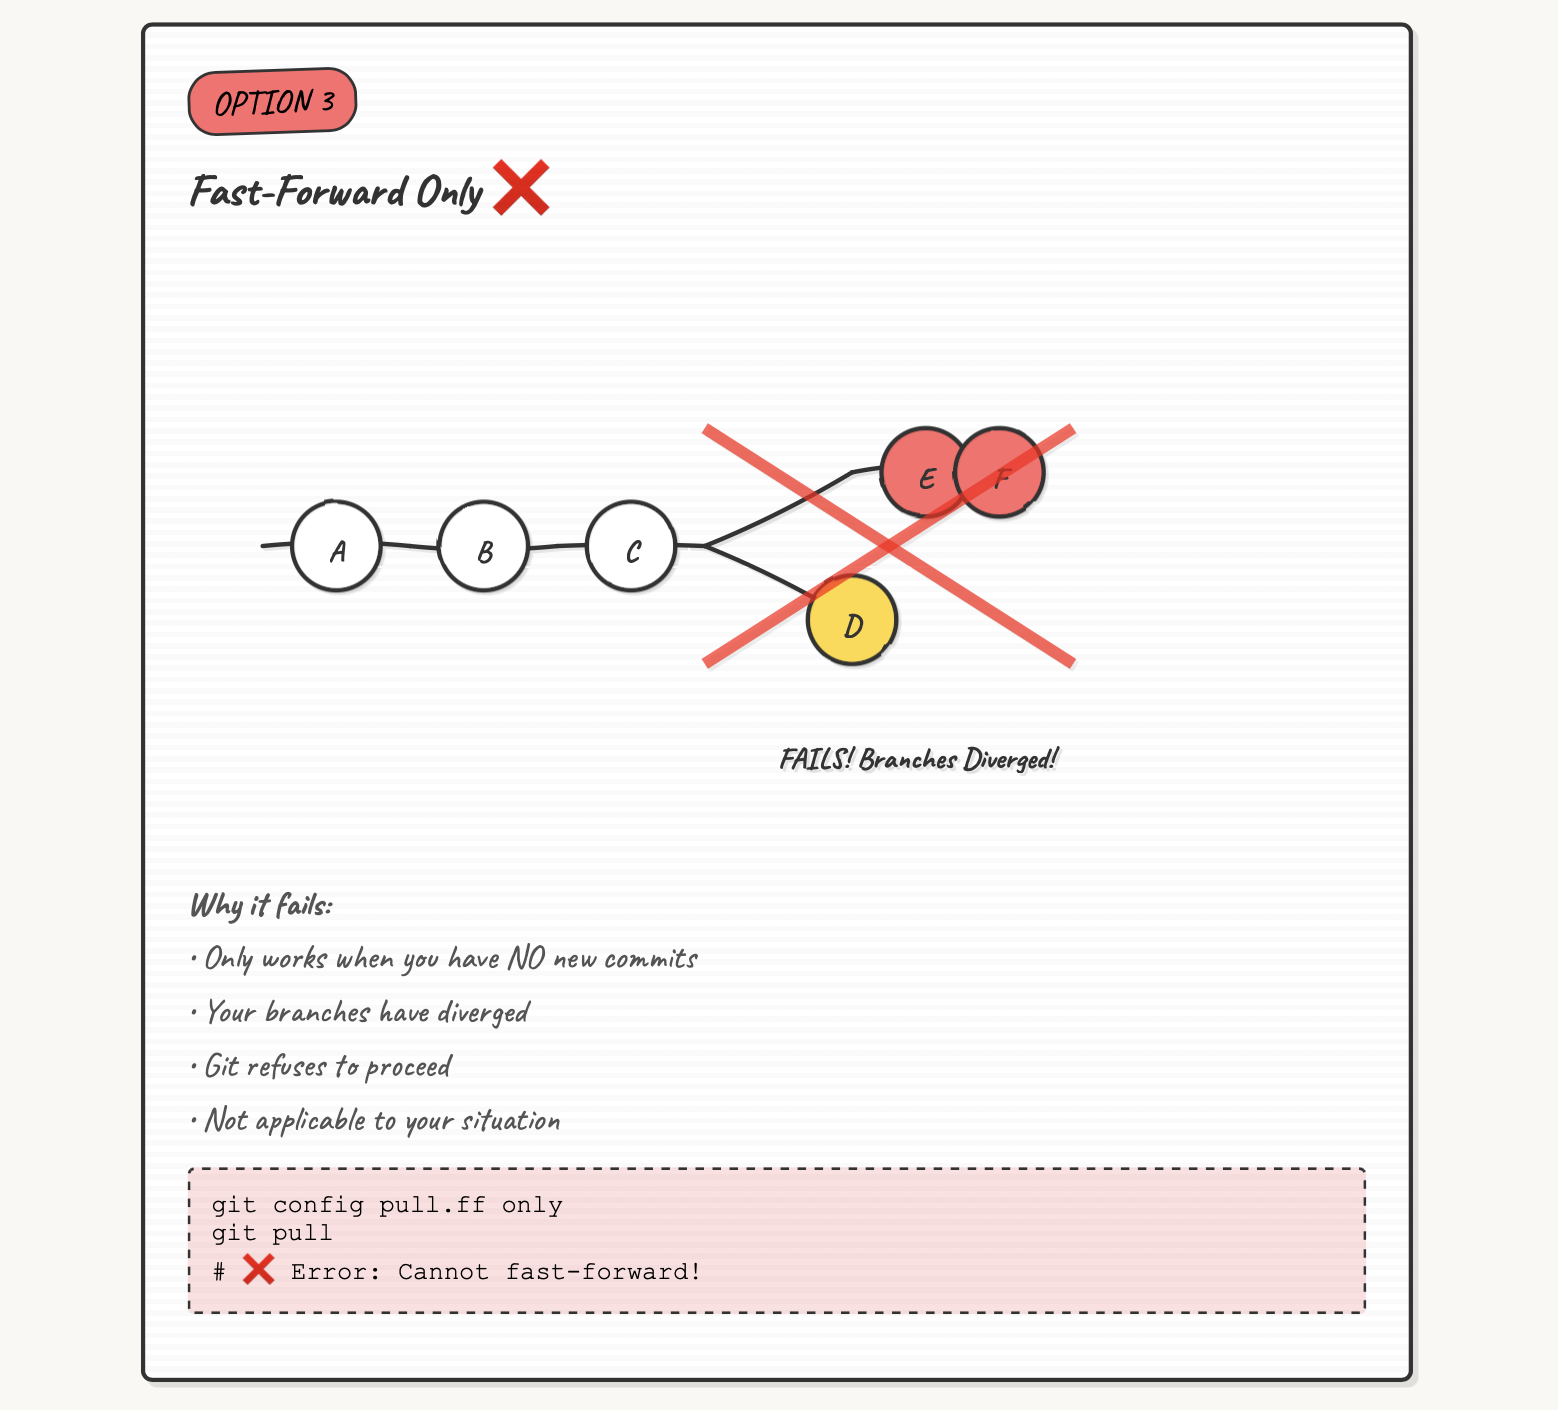 OPTION 3
Fast-Forward Only ❌
E F
A B C
D
FAILS! Branches Diverged!
Why it fails:
• Only works when you have NO new commits
• Your branches have diverged
• Git refuses to proceed
• Not applicable to your situation
git config pull.ff only
git pull
# ❌ Error: Cannot fast-forward!